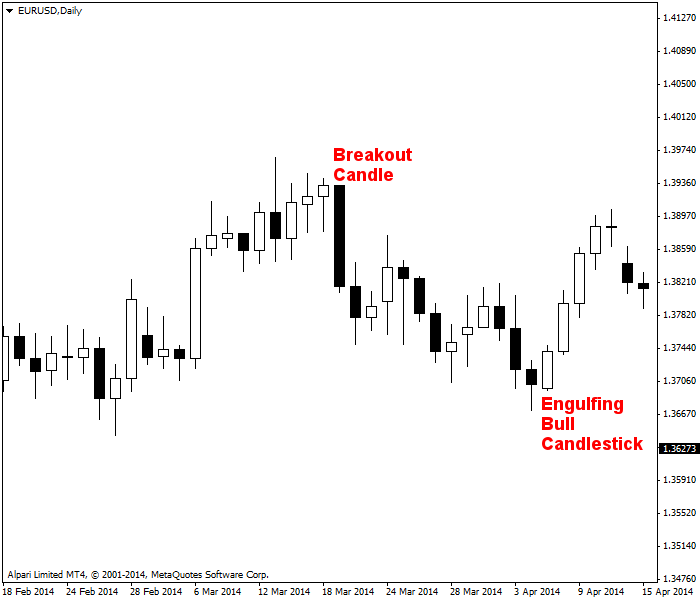 EURUSD,Daily
1.41270
1.40890
1.40500
1.40120
1.39740
1.39360
1.38970
1.38590
1.38210
1.37820
1.37440
1.37060
1.36670
1.36273
1.35910
1.35520
1.35140
1.34760
Breakout
Candle
Engulfing
Bull
Candlestick
Alpari Limited MT4, © 2001-2014, MetaQuotes Software Corp.
18 Feb 2014 24 Feb 2014 28 Feb 2014 6 Mar 2014 12 Mar 2014 18 Mar 2014 24 Mar 2014 28 Mar 2014 3 Apr 2014 9 Apr 2014 15 Apr 2014